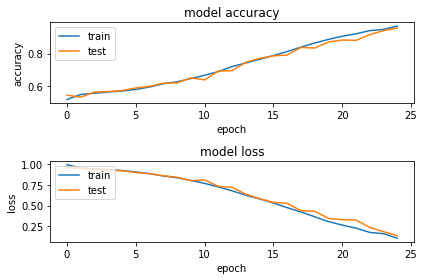 model accuracy
train
test
accuracy
0.8
0.6
0 5 10 15 20 25
epoch
model loss
train
test
loss
1.00
0.75
0.50
0.25
0 5 10 15 20 25
epoch